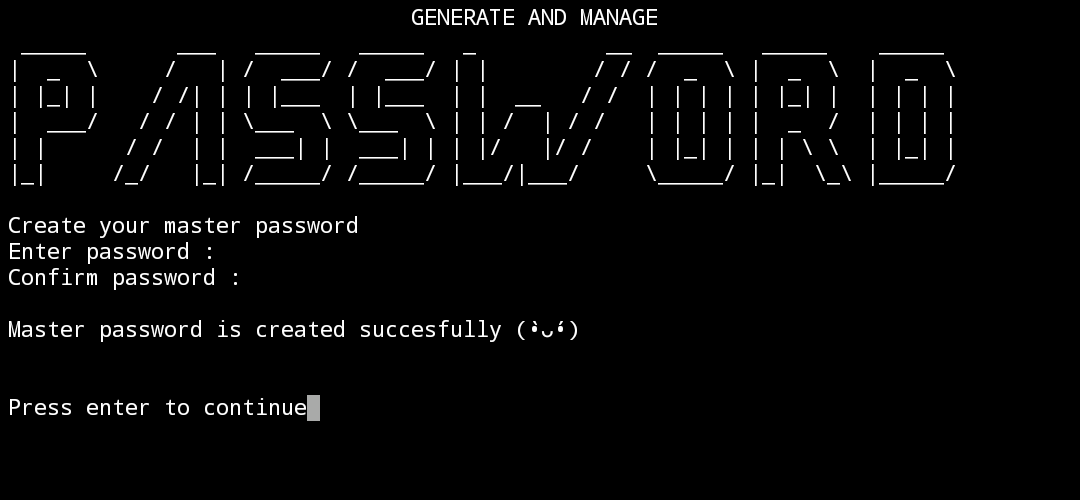 GENERATE AND MANAGE
PASSWORD
Create your master password
Enter password :
Confirm password :
Master password is created succesfully (•̀ᴗ•́)
Press enter to continue